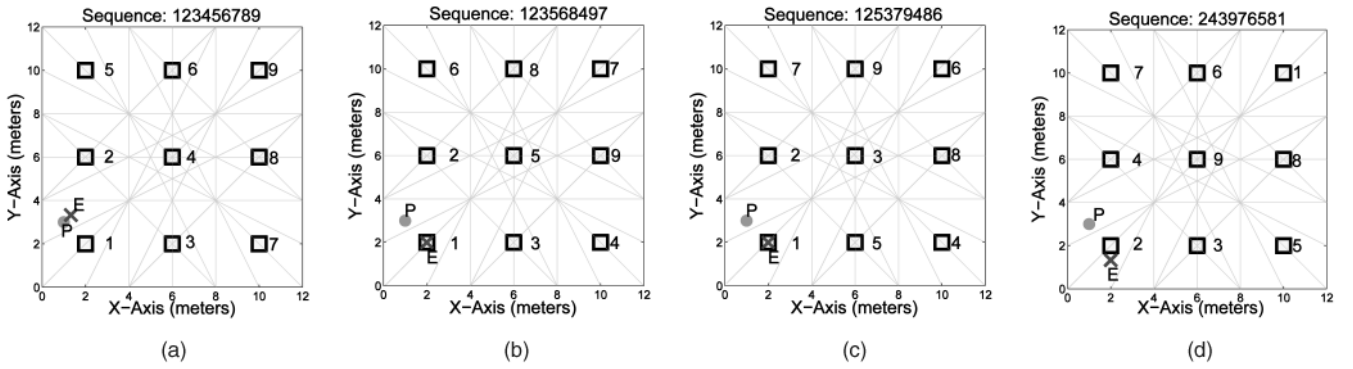 Sequence: 123456789
12
10
5 6 9
8
Y-Axis (meters)
6
2 4 8
4
E
P
2
1 3 7
0
0 2 4 6 8 10 12
X-Axis (meters)
(a)
Sequence: 123568497
12
10
6 8 7
8
Y-Axis (meters)
6
2 5 9
4
P
2
1 3 4
E
0
0 2 4 6 8 10 12
X-Axis (meters)
(b)
Sequence: 125379486
12
10
7 9 6
8
Y-Axis (meters)
6
2 3 8
4
P
2
1 5 4
E
0
0 2 4 6 8 10 12
X-Axis (meters)
(c)
Sequence: 243976581
12
10
7 6 1
8
Y-Axis (meters)
6
4 9 8
4
P
2
2 3 5
E
0
0 2 4 6 8 10 12
X-Axis (meters)
(d)